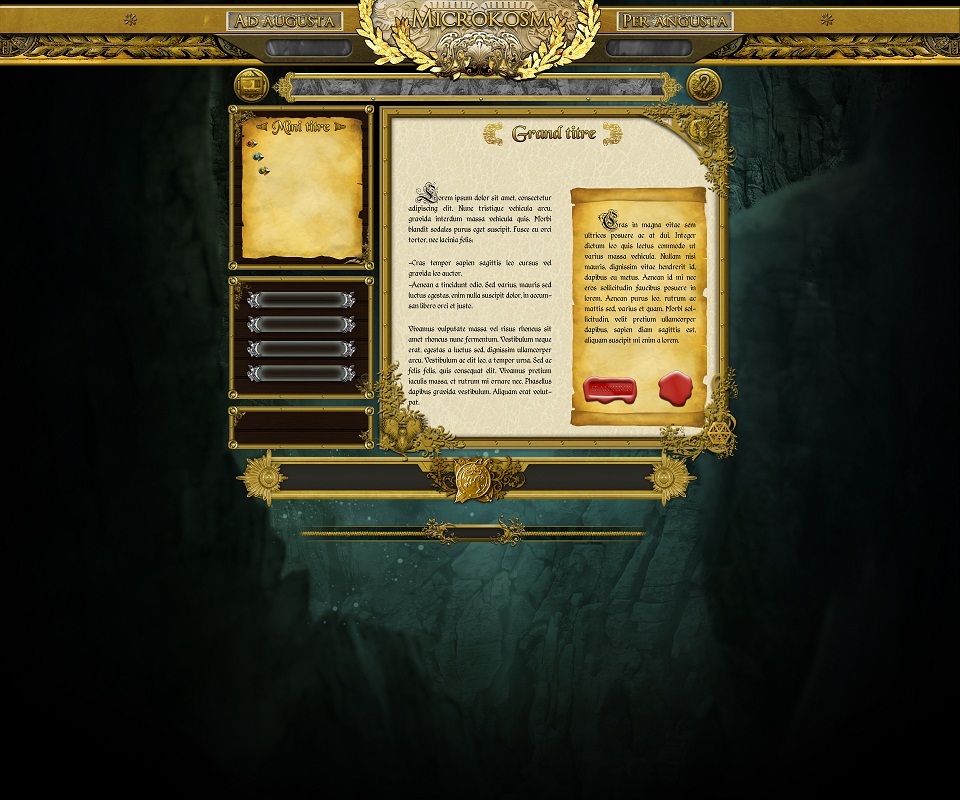 AD AUGUSTA
MICROKOSM
PER ANGUSTA
Mini titre
Grand titre
Lorem ipsum dolor sit amet, consectetur
adipiscing elit. Nunc tristique vehicula arcu,
gravida interdum massa vehicula quis. Morbi
blandit sodales purus eget suscipit. Fusce eu orci
tortor, nec lacinia felis:
-Cras tempor sapien sagittis leo cursus vel
gravida leo auctor.
-Aenean a tincidunt odio. Sed varius, mauris sed
luctus egestas, enim nulla suscipit dolor, in accum-
san libero orci et justo.
Vivamus vulputate massa vel risus rhoncus sit
amet rhoncus nunc fermentum. Vestibulum neque
erat, egestas a luctus sed, dignissim ullamcorper
arcu. Vestibulum ac elit leo, a tempor urna. Sed ac
felis felis, quis consequat elit. Vivamus pretium
iaculis massa, et rutrum mi ornare nec. Phasellus
dapibus gravida vestibulum. Aliquam erat volut-
pat.
Cras in magna vitae sem
ultrices posuere ac at dui. Integer
dictum leo quis lectus commodo ut
varius massa vehicula. Nullam nisi
mauris, dignissim vitae hendrerit id,
dapibus eu metus. Aenean id mi nec
eros sollicitudin faucibus posuere in
lorem. Aenean purus leo, rutrum ac
mattis sed, varius et quam. Morbi sol-
licitudin, velit pretium ullamcorper
dapibus, sapien diam sagittis est,
aliquam suscipit mi enim a lorem.